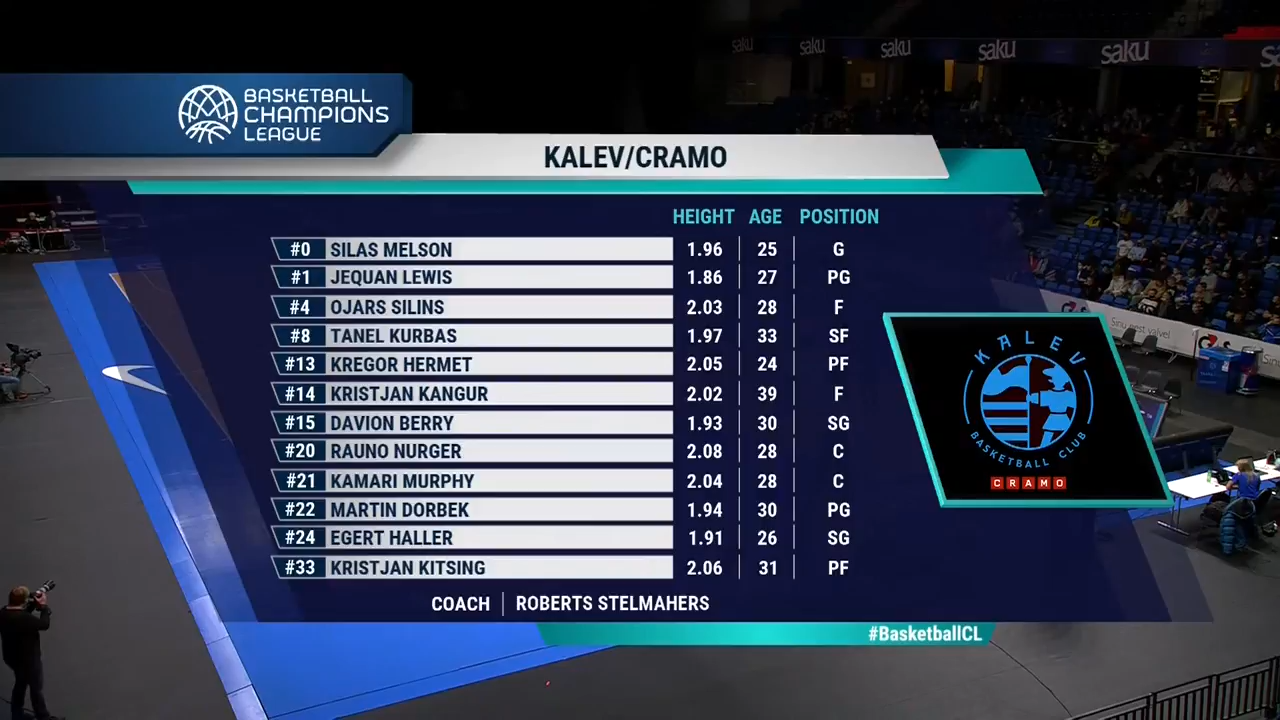 saku saku saku saku saku
BASKETBALL
CHAMPIONS
LEAGUE
KALEV/CRAMO
HEIGHT AGE POSITION
#0 SILAS MELSON 1.96 25 G
#1 JEQUAN LEWIS 1.86 27 PG
#4 OJARS SILINS 2.03 28 F
#8 TANEL KURBAS 1.97 33 SF
#13 KREGOR HERMET 2.05 24 PF
#14 KRISTJAN KANGUR 2.02 39 F
#15 DAVION BERRY 1.93 30 SG
#20 RAUNO NURGER 2.08 28 C
#21 KAMARI MURPHY 2.04 28 C
#22 MARTIN DORBEK 1.94 30 PG
#24 EGERT HALLER 1.91 26 SG
#33 KRISTJAN KITSING 2.06 31 PF
COACH ROBERTS STELMAHERS
KALEV
BASKETBALL CLUB
CRAMO
#BasketballCL